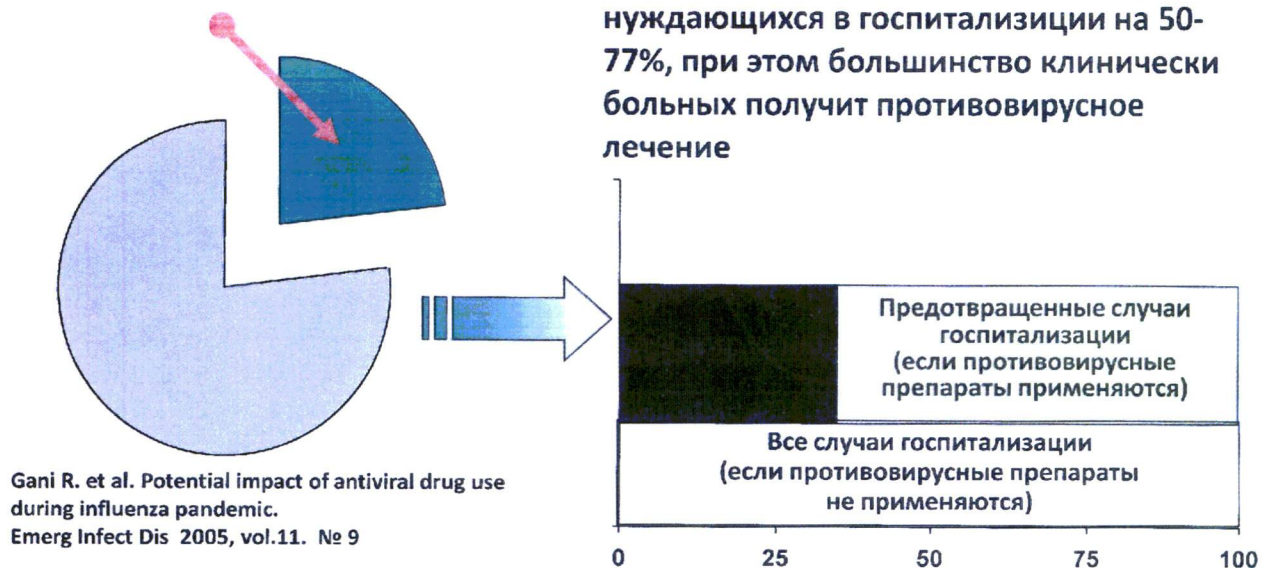 нуждающихся в госпитализиции на 50-
77%, при этом большинство клинически
больных получит противовирусное
лечение
Предотвращенные случаи
госпитализации
(если противовирусные
препараты применяются)
Все случаи госпитализации
(если противовирусные препараты
не применяются)
0 25 50 75 100
Gani R. et al. Potential impact of antiviral drug use
during influenza pandemic.
Emerg Infect Dis 2005, vol.11. № 9